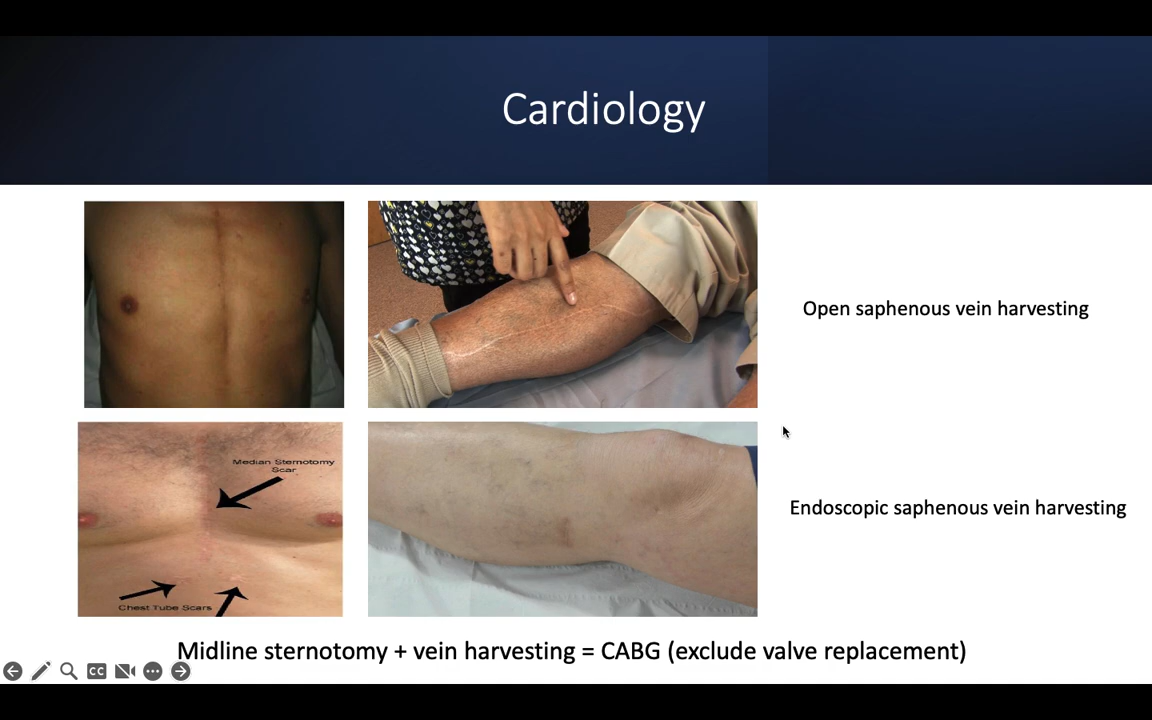 Cardiology
Open saphenous vein harvesting
Median Sternotomy
Scar
Chest Tube Scars
Endoscopic saphenous vein harvesting
Midline sternotomy + vein harvesting = CABG (exclude valve replacement)
CC